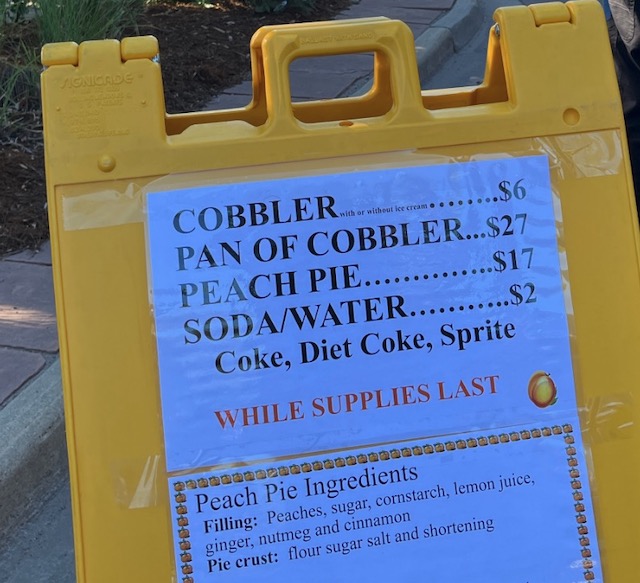 SIGNICADE
COBBLER with or without ice cream ........$6
PAN OF COBBLER...$27
PEACH PIE..............$17
SODA/WATER...........$2
Coke, Diet Coke, Sprite
WHILE SUPPLIES LAST
Peach Pie Ingredients
Filling: Peaches, sugar, cornstarch, lemon juice,
ginger, nutmeg and cinnamon
Pie crust: flour sugar salt and shortening